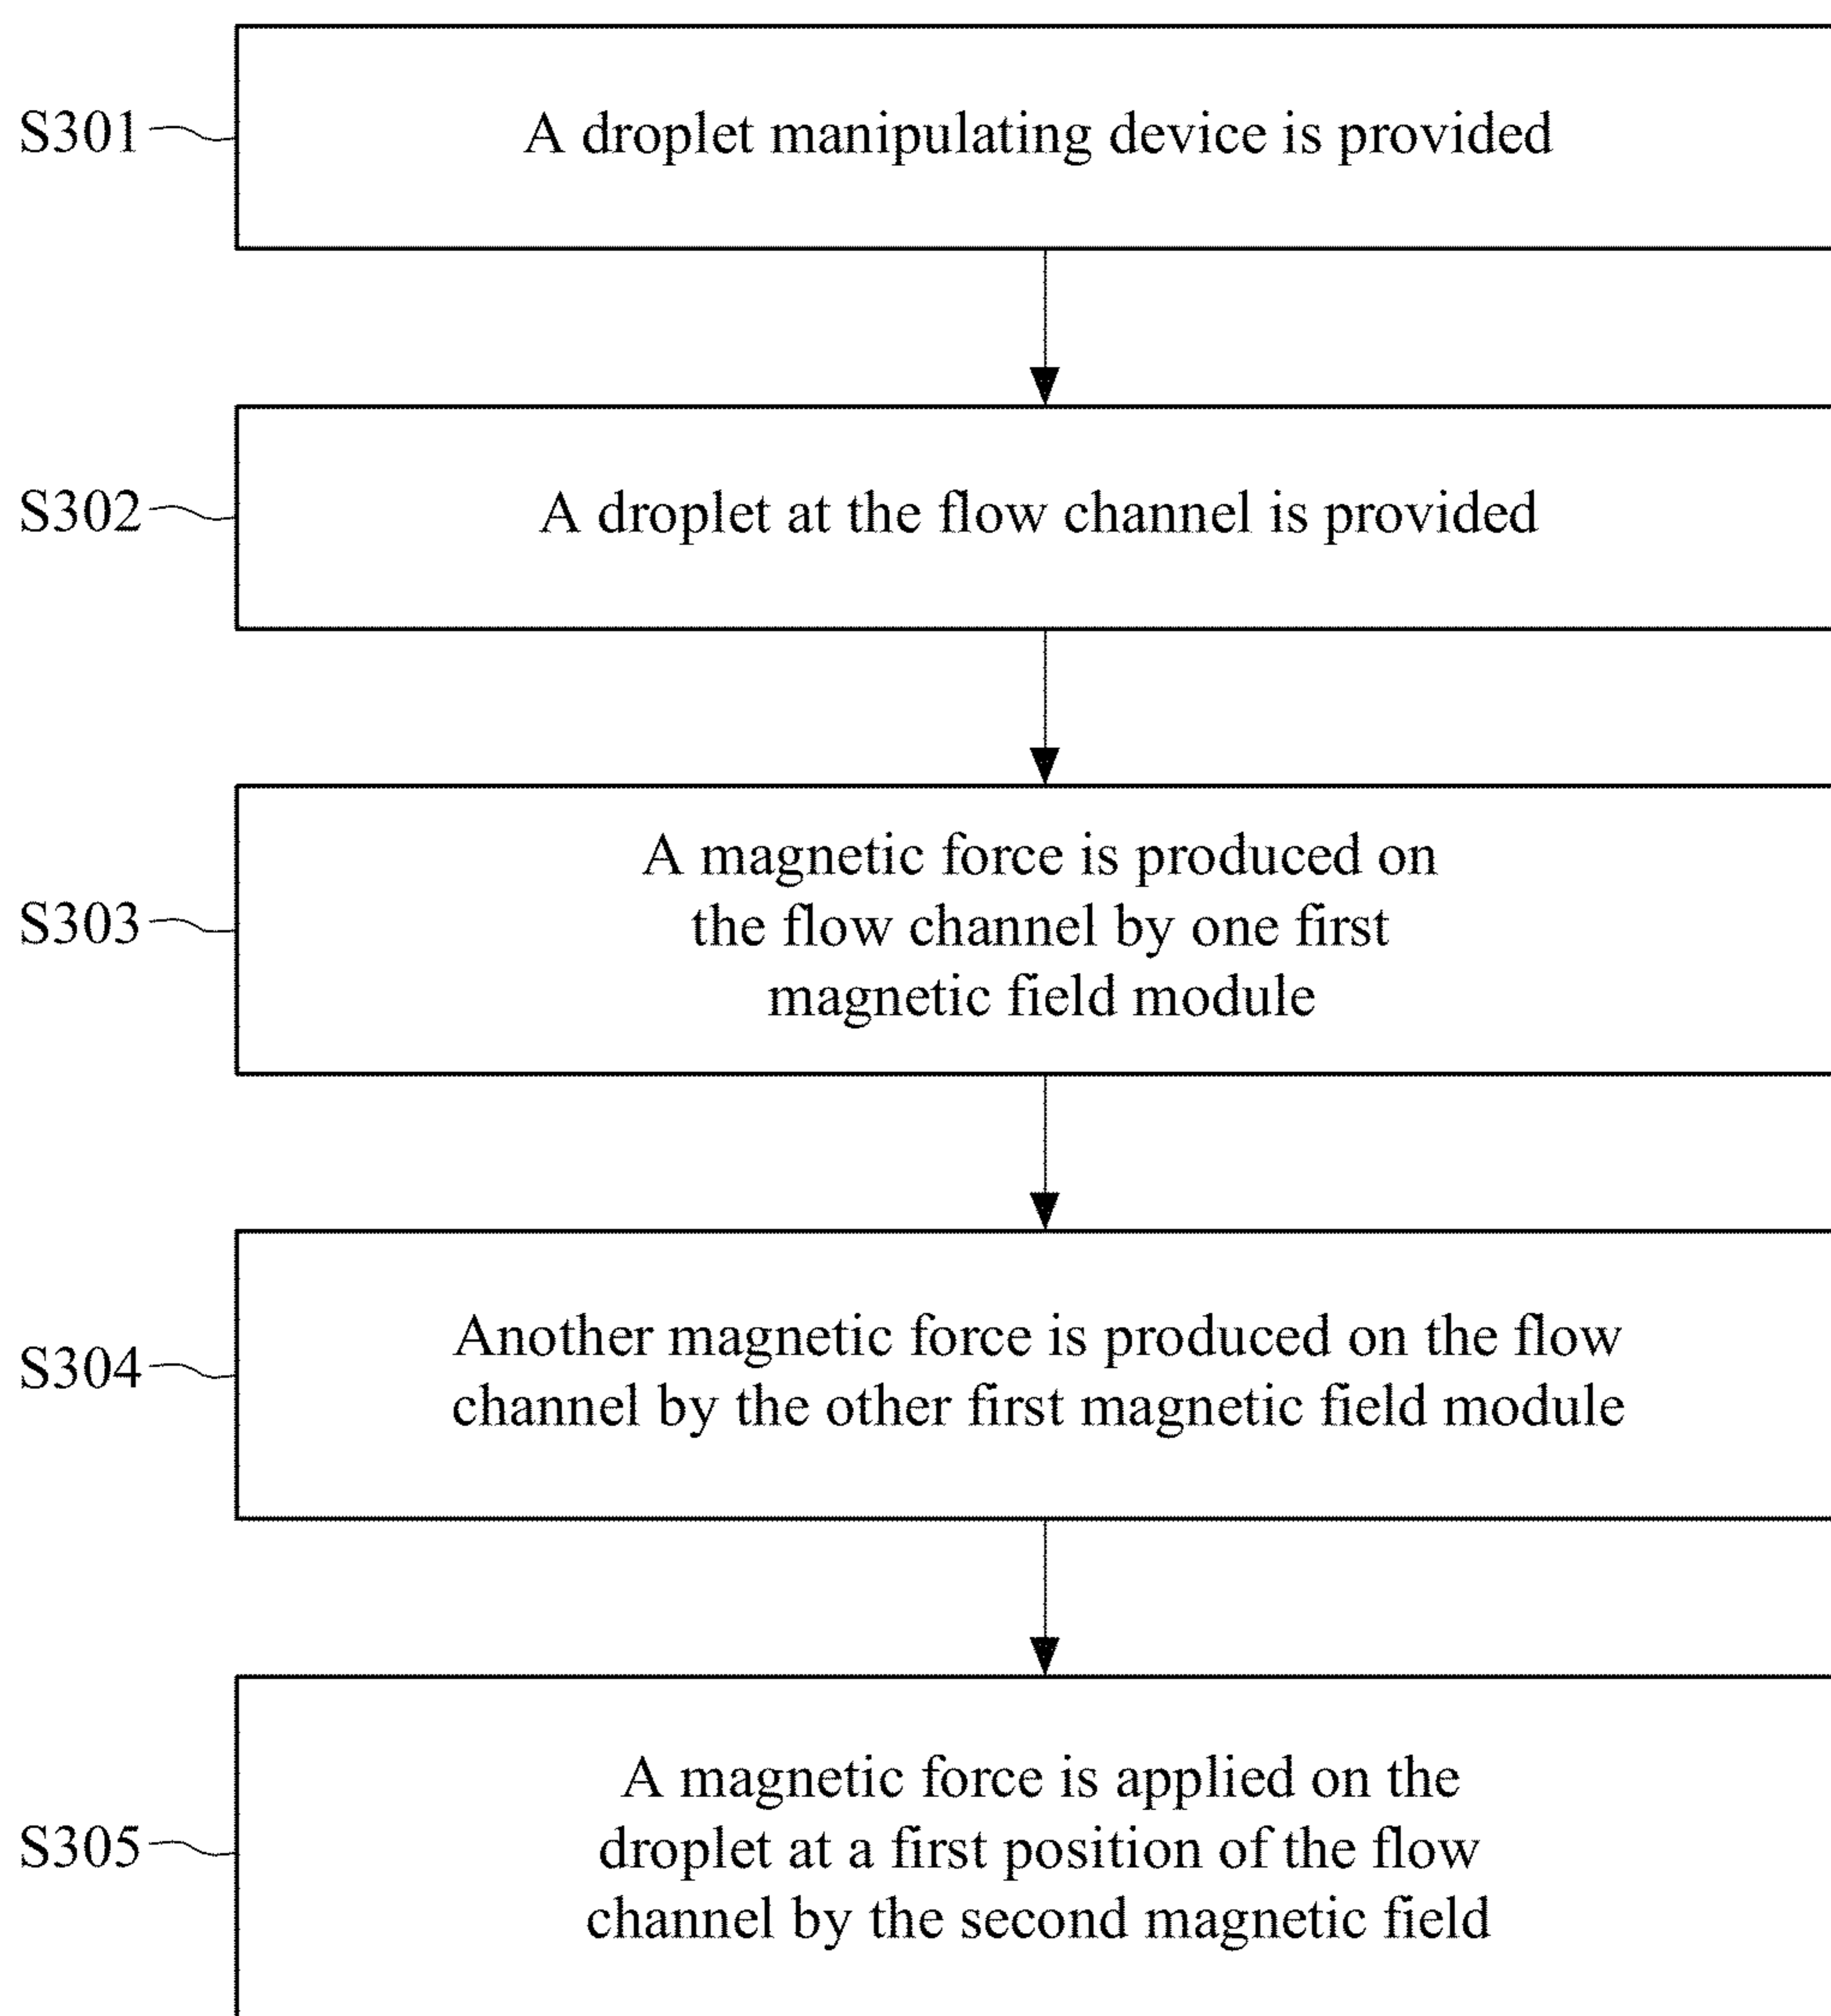 S301
A droplet manipulating device is provided
S302
A droplet at the flow channel is provided
S303
A magnetic force is produced on
the flow channel by one first
magnetic field module
S304
Another magnetic force is produced on the flow
channel by the other first magnetic field module
S305
A magnetic force is applied on the
droplet at a first position of the flow
channel by the second magnetic field